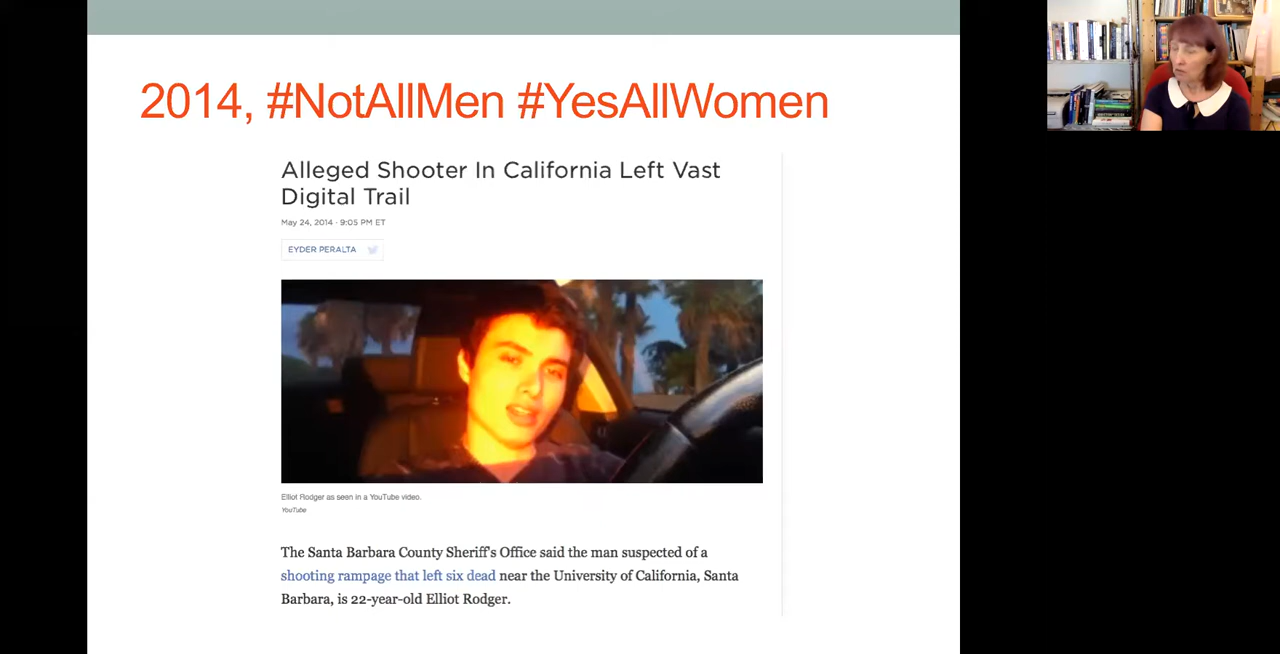 2014, #NotAllMen #YesAllWomen
Alleged Shooter In California Left Vast
Digital Trail
May 24, 2014 · 9:05 PM ET
EYDER PERALTA
Elliot Rodger as seen in a YouTube video.
YouTube
The Santa Barbara County Sheriff's Office said the man suspected of a
shooting rampage that left six dead near the University of California, Santa
Barbara, is 22-year-old Elliot Rodger.